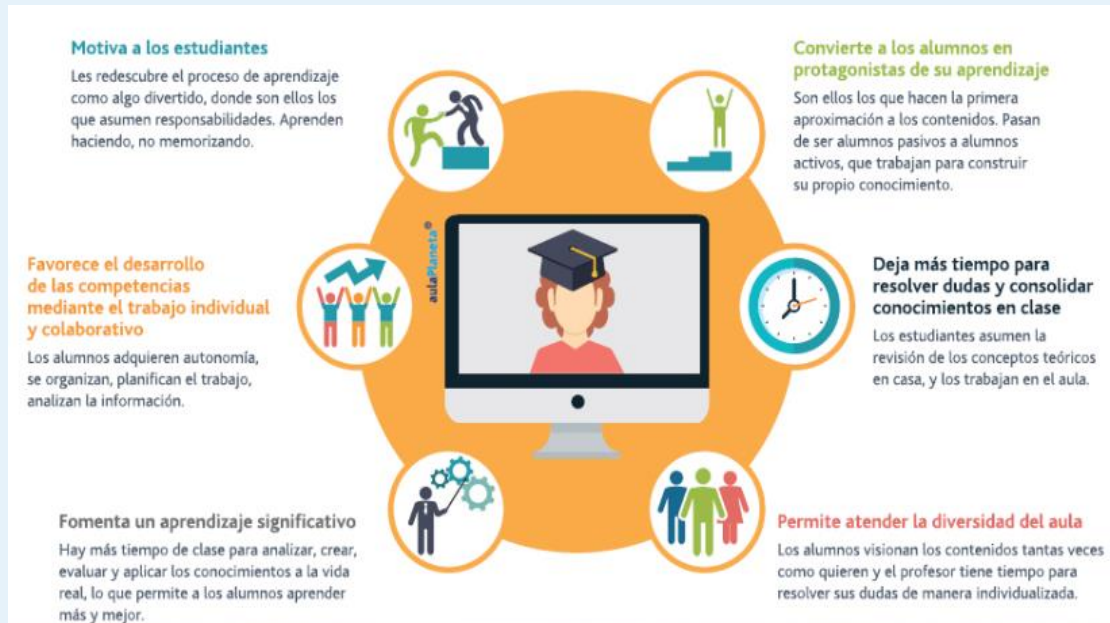 Motiva a los estudiantes
Les redescubre el proceso de aprendizaje
como algo divertido, donde son ellos los
que asumen responsabilidades. Aprenden
haciendo, no memorizando.
Convierte a los alumnos en
protagonistas de su aprendizaje
Son ellos los que hacen la primera
aproximación a los contenidos. Pasan
de ser alumnos pasivos a alumnos
activos, que trabajan para construir
su propio conocimiento.
Favorece el desarrollo
de las competencias
mediante el trabajo individual
y colaborativo
Los alumnos adquieren autonomía,
se organizan, planifican el trabajo,
analizan la información.
aulaPlaneta®
Deja más tiempo para
resolver dudas y consolidar
conocimientos en clase
Los estudiantes asumen la
revisión de los conceptos teóricos
en casa, y los trabajan en el aula.
Fomenta un aprendizaje significativo
Hay más tiempo de clase para analizar, crear,
evaluar y aplicar los conocimientos a la vida
real, lo que permite a los alumnos aprender
más y mejor.
Permite atender la diversidad del aula
Los alumnos visionan los contenidos tantas veces
como quieren y el profesor tiene tiempo para
resolver sus dudas de manera individualizada.